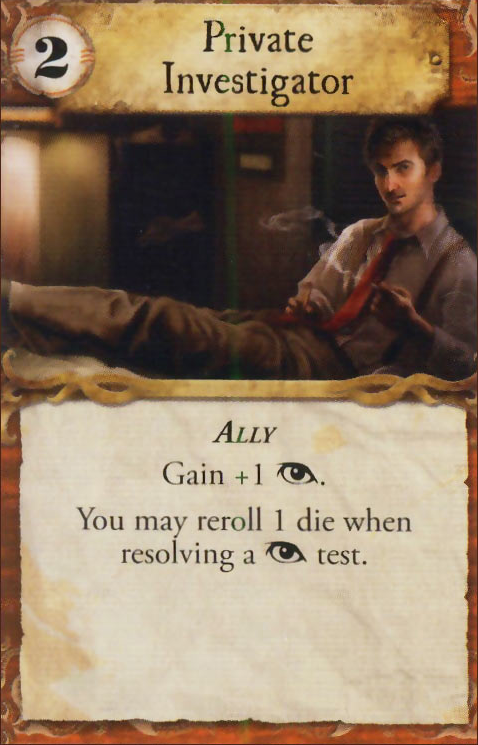 2
Private
Investigator
ALLY
Gain +1 .
You may reroll 1 die when
resolving a test.